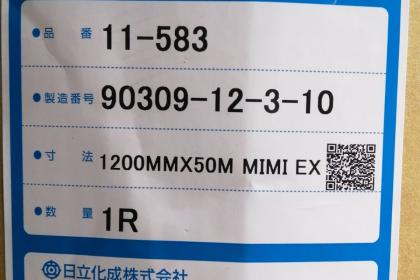 品番 11-583
製造番号 90309-12-3-10
寸法 1200MMX50M MIMI EX
数量 1R
日立化成株式会社